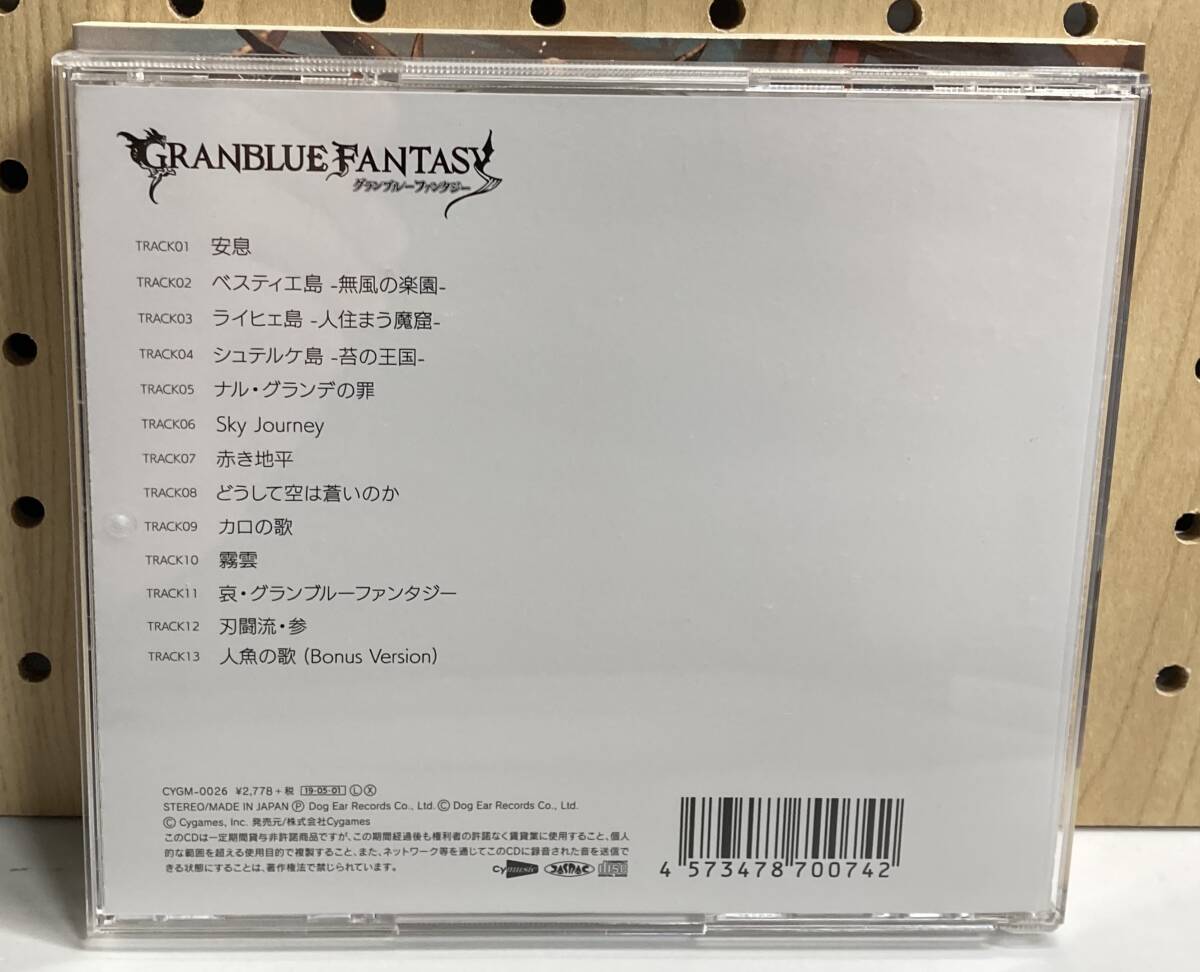 GRANBLUE FANTASY
グランブルーファンタジー
TRACK01 安息
TRACK02 ベスティエ島 -無風の楽園-
TRACK03 ライヒェ島 -人住まう魔窟-
TRACK04 シュテルケ島 -苔の王国-
TRACK05 ナル・グランデの罪
TRACK06 Sky Journey
TRACK07 赤き地平
TRACK08 どうして空は蒼いのか
TRACK09 カロの歌
TRACK10 霧雲
TRACK11 哀・グランブルーファンタジー
TRACK12 刃闘流・参
TRACK13 人魚の歌 (Bonus Version)
CYGM-0026 ¥2,778+税 19・05・01 Ⓛ Ⓧ
STEREO/MADE IN JAPAN Ⓟ Dog Ear Records Co., Ltd. © Dog Ear Records Co., Ltd.
© Cygames, Inc. 発売元/株式会社Cygames
このCDは一定期間貸与非許諾商品ですが、この期間経過後も権利者の許諾なく賃貸業に使用すること、個人
的な範囲を超える使用目的で複製すること、また、ネットワーク等を通じてこのCDに録音された音を送信で
きる状態にすることは、著作権法で禁じられています。
Cymusic JASRAC disc
4 573478 700742